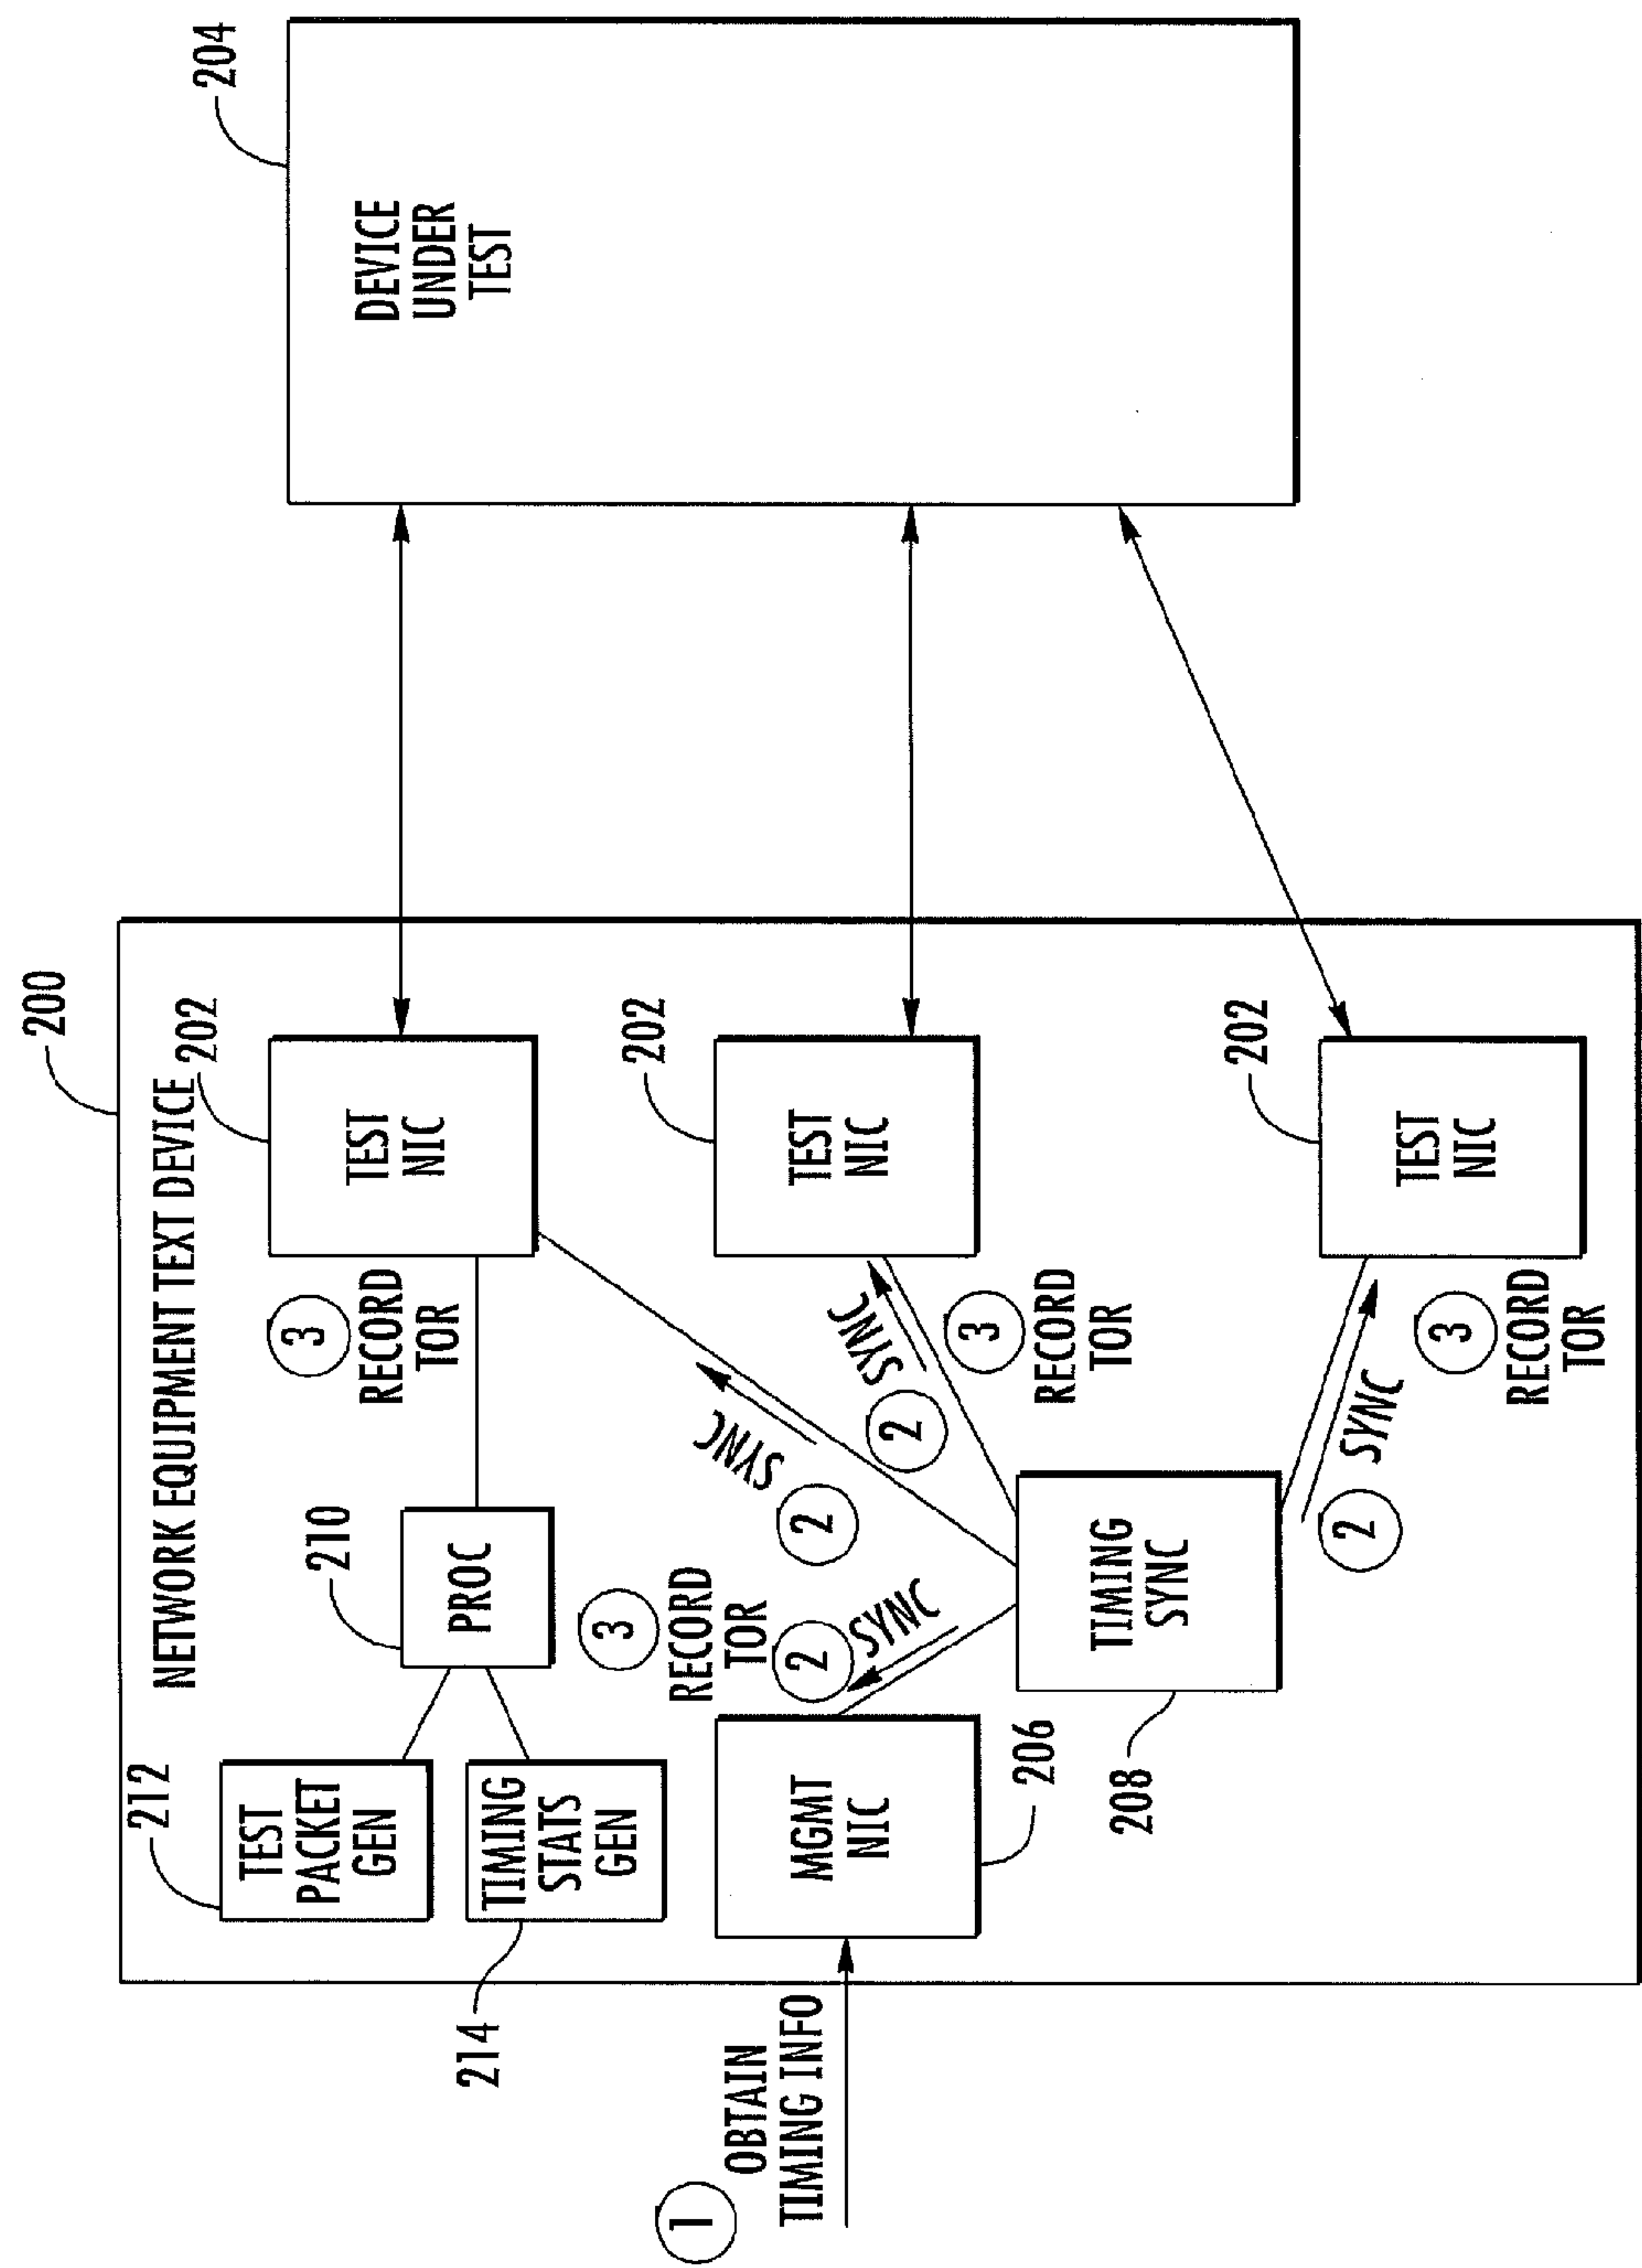 200
NETWORK EQUIPMENT TEXT DEVICE
204
DEVICE
UNDER
TEST
212
TEST
PACKET
GEN
210
PROC
3
RECORD
TOR
202
TEST
NIC
214
TIMING
STATS
GEN
3
RECORD
TOR
2
SYNC
2
SYNC
2
SYNC
202
TEST
NIC
3
RECORD
TOR
1
OBTAIN
TIMING INFO
MGMT
NIC
206
TIMING
SYNC
208
2
SYNC
202
TEST
NIC
3
RECORD
TOR